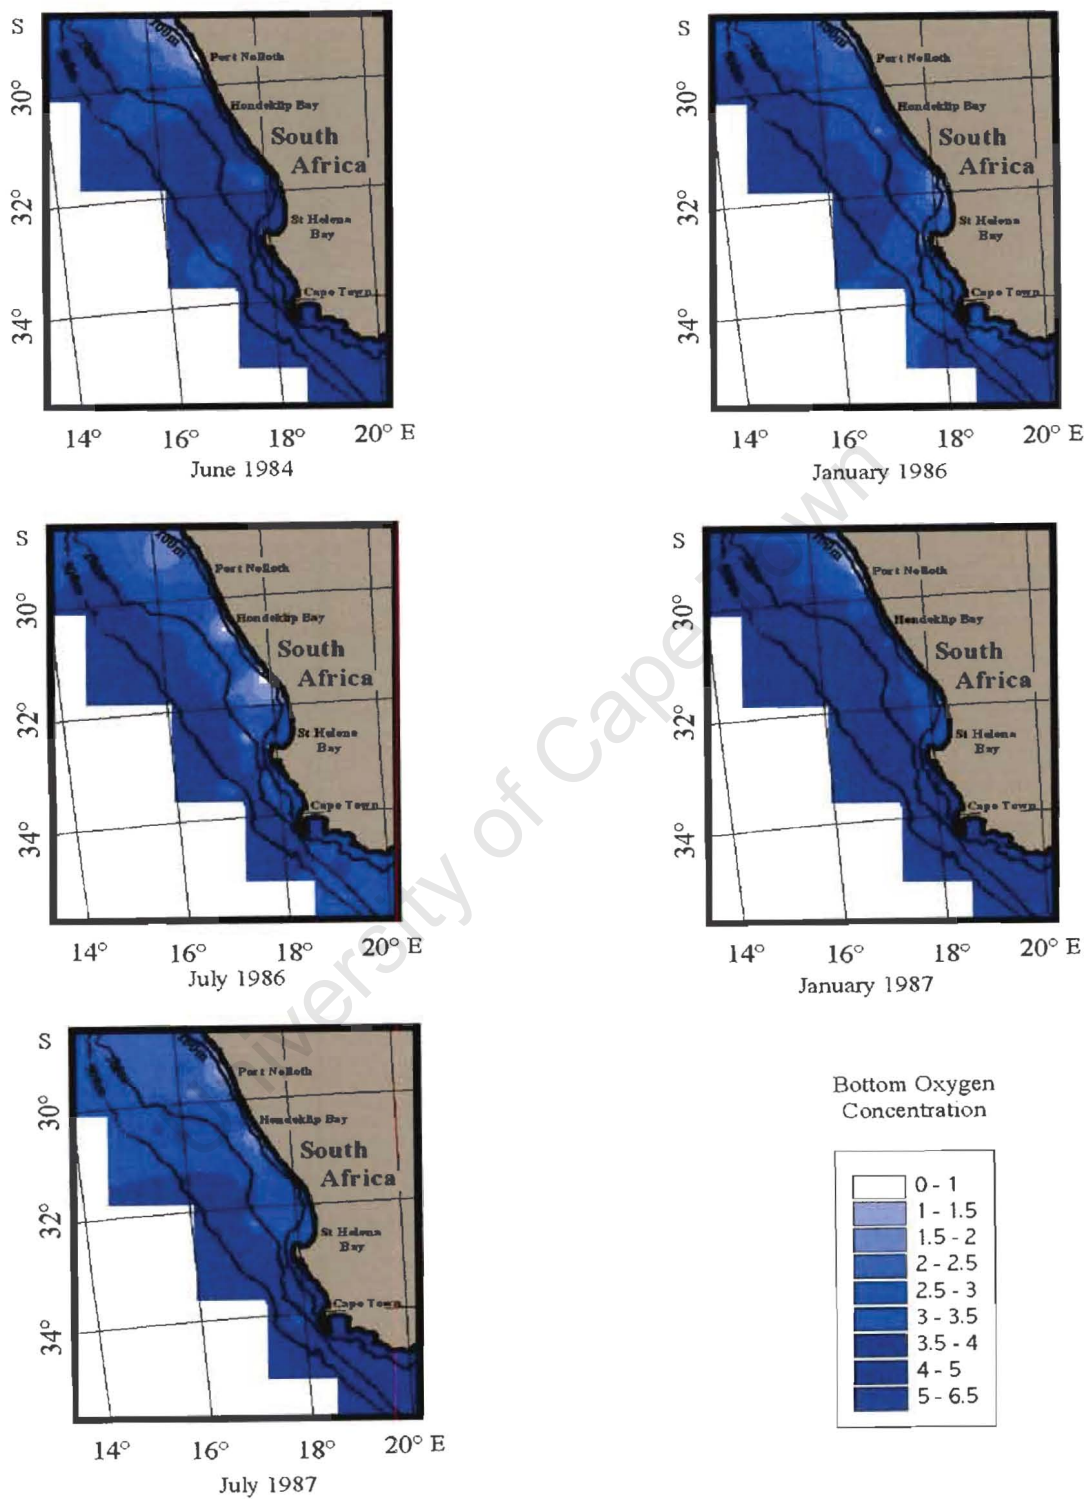 S
100m
Port Nolloth
30°
Hondeklip Bay
South
Africa
32°
St Helena
Bay
Cape Town
34°
14°
16°
18°
20° E
June 1984
100m
Port Nolloth
30°
Hondeklip Bay
South
Africa
32°
St Helena
Bay
Cape Town
34°
14°
16°
18°
20° E
January 1986
S
100m
Port Nolloth
30°
Hondeklip Bay
South
Africa
32°
St Helena
Bay
Cape Town
34°
14°
16°
18°
20° E
July 1986
S
100m
Port Nolloth
30°
Hondeklip Bay
South
Africa
32°
St Helena
Bay
Cape Town
34°
14°
16°
18°
20° E
January 1987
S
100m
Port Nolloth
30°
Hondeklip Bay
South
Africa
32°
St Helena
Bay
Cape Town
34°
14°
16°
18°
20° E
July 1987
Bottom Oxygen
Concentration
0 - 1
1 - 1.5
1.5 - 2
2 - 2.5
2.5 - 3
3 - 3.5
3.5 - 4
4 - 5
5 - 6.5
University of Cape Town